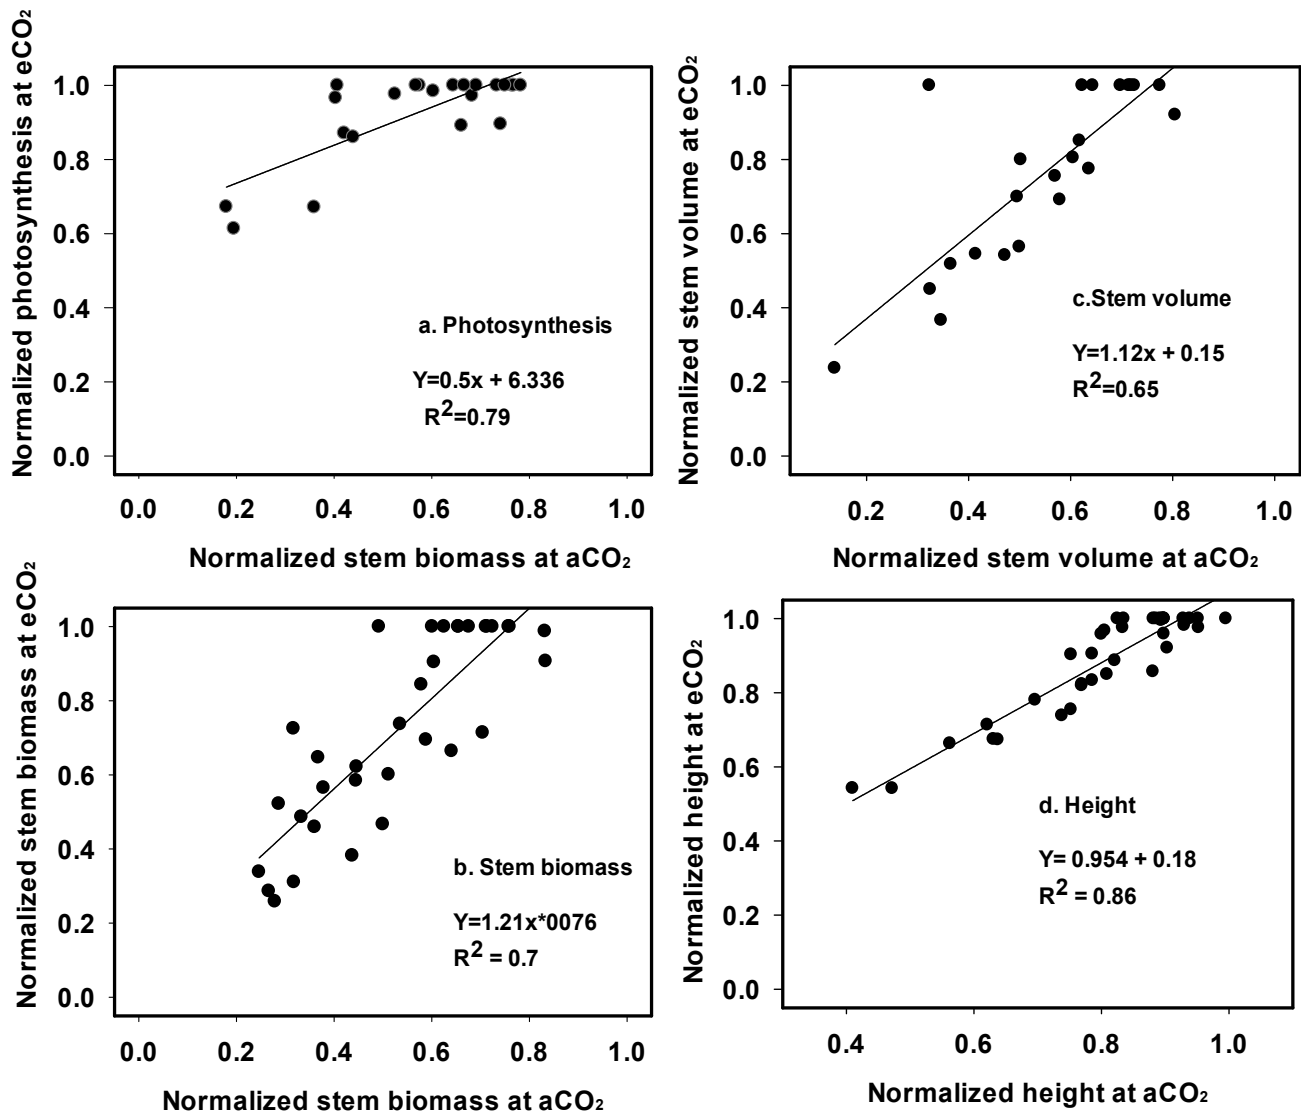 Normalized photosynthesis at eCO₂
1.0
0.8
0.6
0.4
0.2
0.0
a. Photosynthesis
Y=0.5x + 6.336
R²=0.79
0.0 0.2 0.4 0.6 0.8 1.0
Normalized stem biomass at aCO₂
Normalized stem volume at eCO₂
1.0
0.8
0.6
0.4
0.2
0.0
c.Stem volume
Y=1.12x + 0.15
R²=0.65
0.2 0.4 0.6 0.8 1.0
Normalized stem volume at aCO₂
Normalized stem biomass at eCO₂
1.0
0.8
0.6
0.4
0.2
0.0
b. Stem biomass
Y=1.21x*0076
R² = 0.7
0.0 0.2 0.4 0.6 0.8 1.0
Normalized stem biomass at aCO₂
Normalized height at eCO₂
1.0
0.8
0.6
0.4
0.2
0.0
d. Height
Y= 0.954 + 0.18
R² = 0.86
0.4 0.6 0.8 1.0
Normalized height at aCO₂